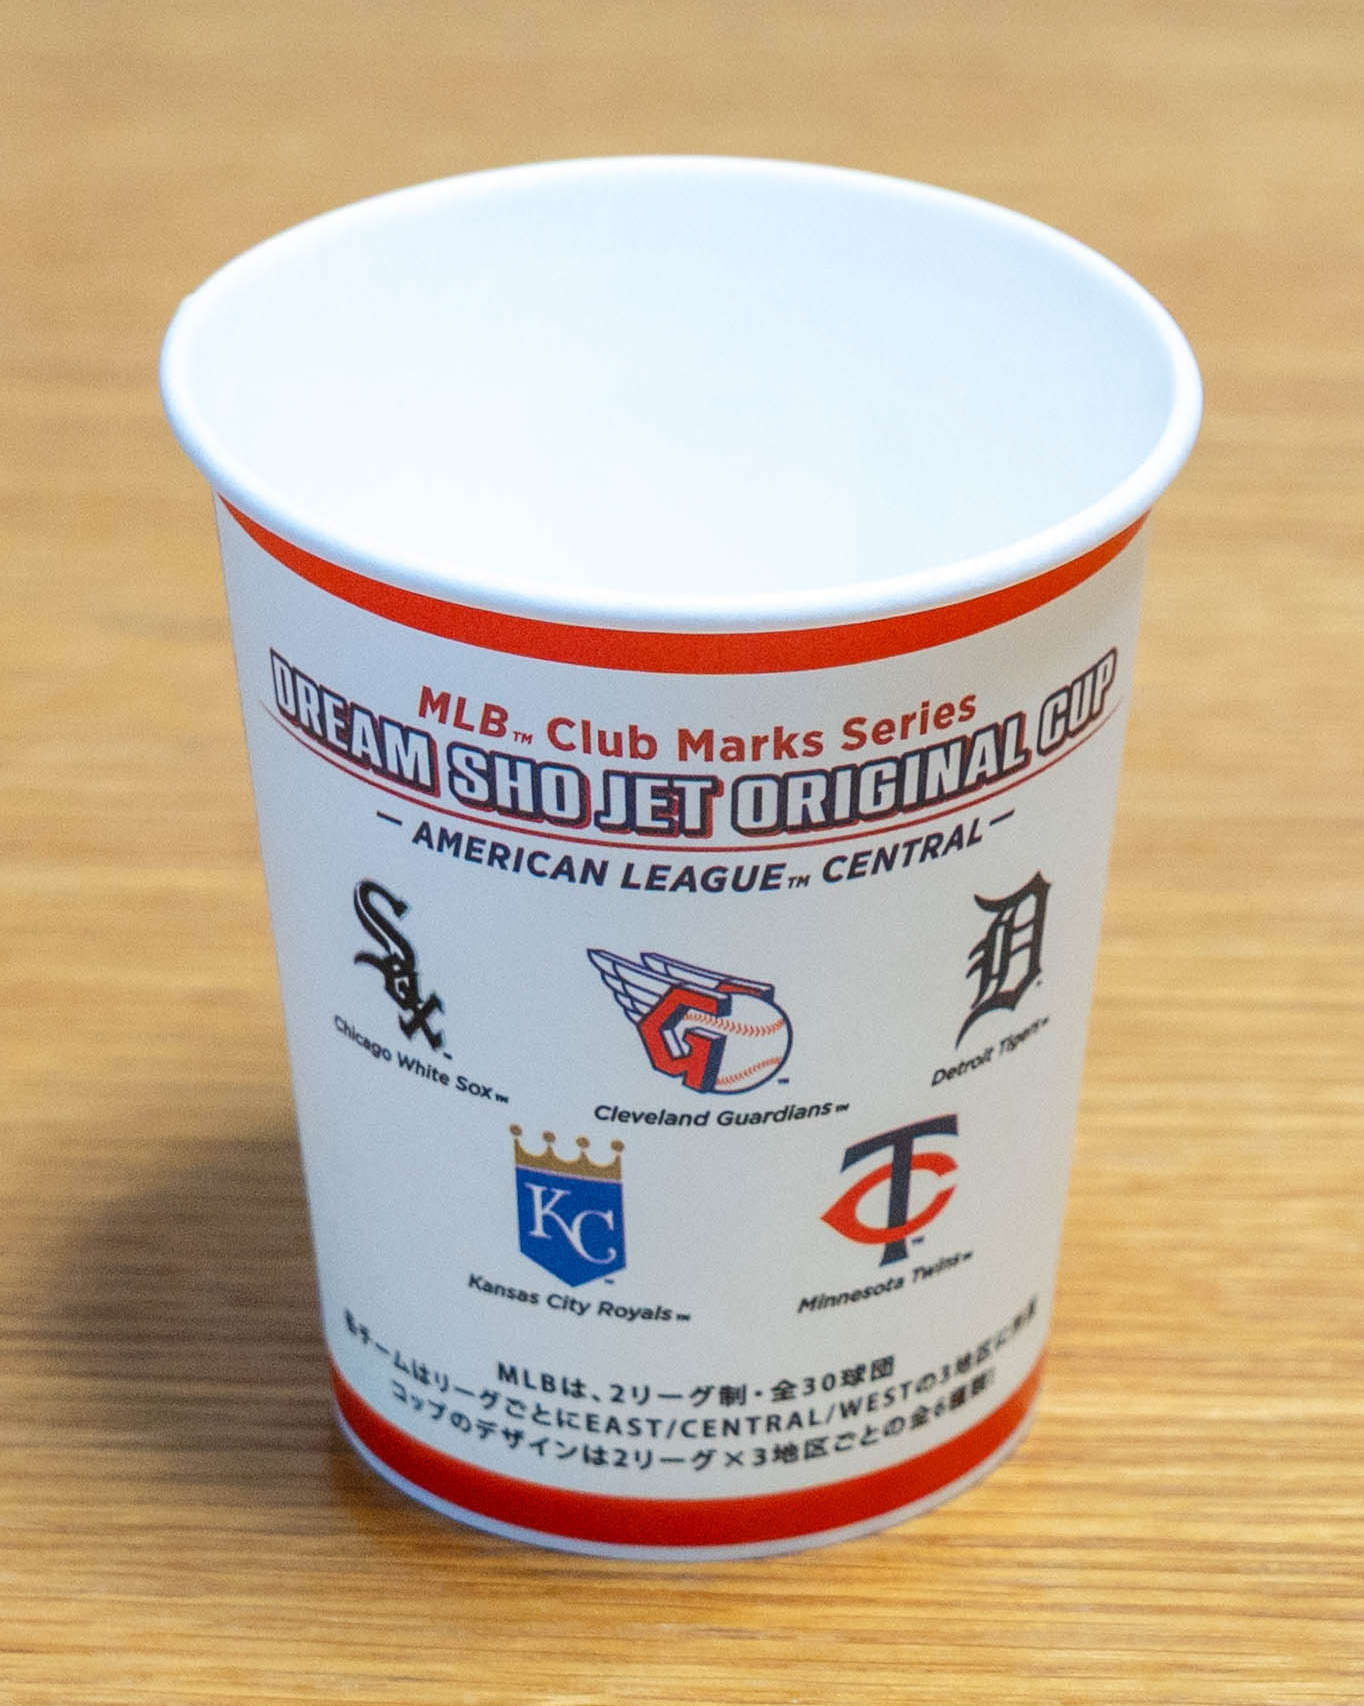 MLB™ Club Marks Series
DREAM SHO JET ORIGINAL CUP
AMERICAN LEAGUE™ CENTRAL
Sox
D
Chicago White Sox™
G
Detroit Tigers™
Cleveland Guardians™
KC
TC
Kansas City Royals™
Minnesota Twins™
MLBは、2リーグ制・全30球団
各チームはリーグごとにEAST/CENTRAL/WESTの3地区に所属
コップのデザインは2リーグ×3地区ごとの全6種類!